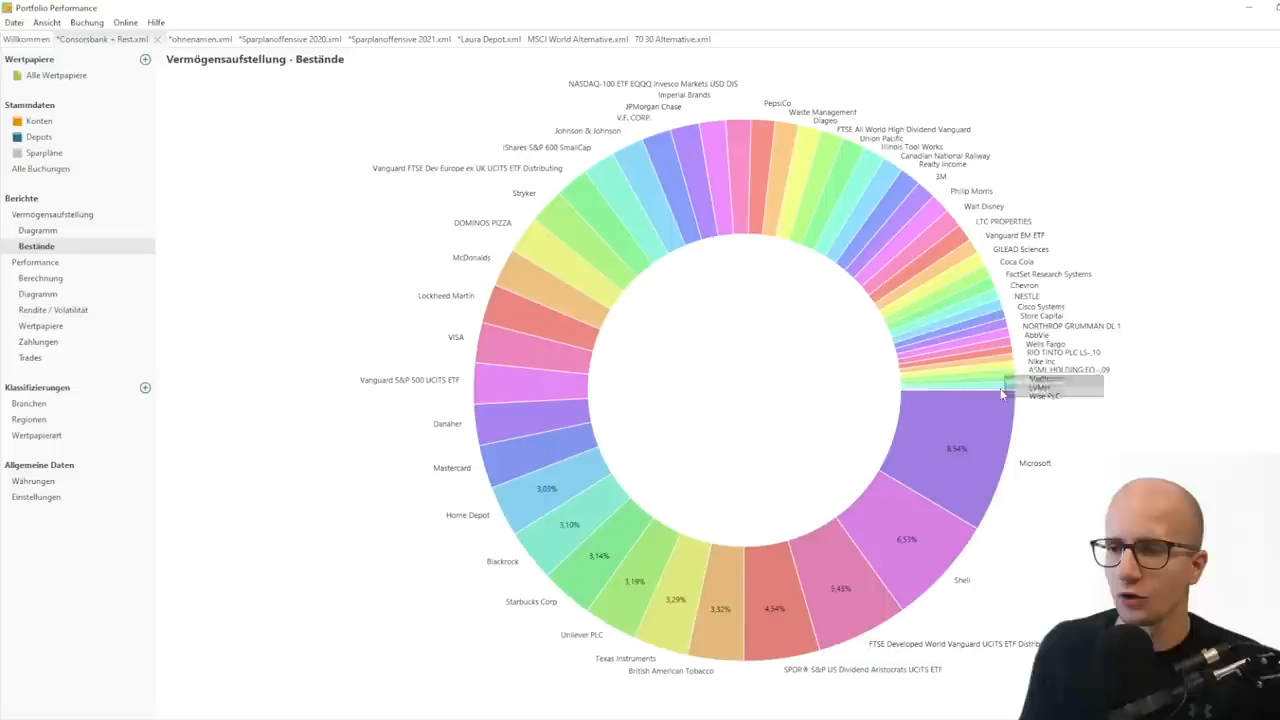 Portfolio Performance
Datei Ansicht Buchung Online Hilfe
Willkommen *Consorsbank + Rest.xml *ohnenamen.xml *Sparplanoffensive 2020.xml *Sparplanoffensive 2021.xml *Laura Depot.xml MSCI World Alternative.xml 70 30 Alternative.xml
Wertpapiere
Alle Wertpapiere
Stammdaten
Konten
Depots
Sparpläne
Alle Buchungen
Berichte
Vermögensaufstellung
Diagramm
Bestände
Performance
Berechnung
Diagramm
Rendite / Volatilität
Wertpapiere
Zahlungen
Trades
Klassifizierungen
Branchen
Regionen
Wertpapierart
Allgemeine Daten
Währungen
Einstellungen
Vermögensaufstellung - Bestände
NASDAQ-100 ETF EQQQ Invesco Markets USD DIS
Imperial Brands
JPMorgan Chase
V.F. CORP.
Johnson & Johnson
iShares S&P 600 SmallCap
Vanguard FTSE Dev Europe ex UK UCITS ETF Distributing
Stryker
DOMINOS PIZZA
McDonalds
Lockheed Martin
VISA
Vanguard S&P 500 UCITS ETF
Danaher
Mastercard
Home Depot
Blackrock
Starbucks Corp
Unilever PLC
Texas Instruments
British American Tobacco
PepsiCo
Waste Management
Diageo
FTSE All World High Dividend Vanguard
Union Pacific
Illinois Tool Works
Canadian National Railway
Realty Income
3M
Philip Morris
Walt Disney
LTC PROPERTIES
Vanguard EM ETF
GILEAD Sciences
Coca Cola
FactSet Research Systems
Chevron
NESTLE
Cisco Systems
Store Capital
NORTHROP GRUMMAN DL 1
AbbVie
Wells Fargo
RIO TINTO PLC LS-,10
Nike Inc
ASML HOLDING EO -,09
LVMH
Wise PLC
Microsoft
Shell
FTSE Developed World Vanguard UCITS ETF Distrib
SPDR® S&P US Dividend Aristocrats UCITS ETF
8,54%
6,53%
5,43%
4,54%
3,32%
3,29%
3,19%
3,14%
3,10%
3,03%